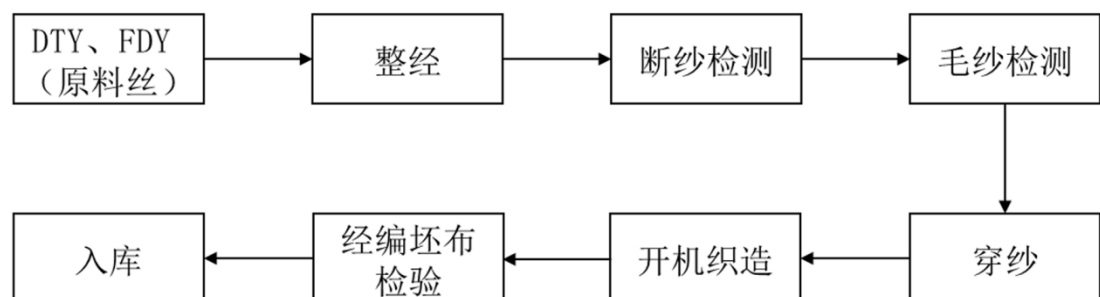 DTY、FDY
（原料丝）
整经
断纱检测
毛纱检测
穿纱
开机织造
经编坯布
检验
入库